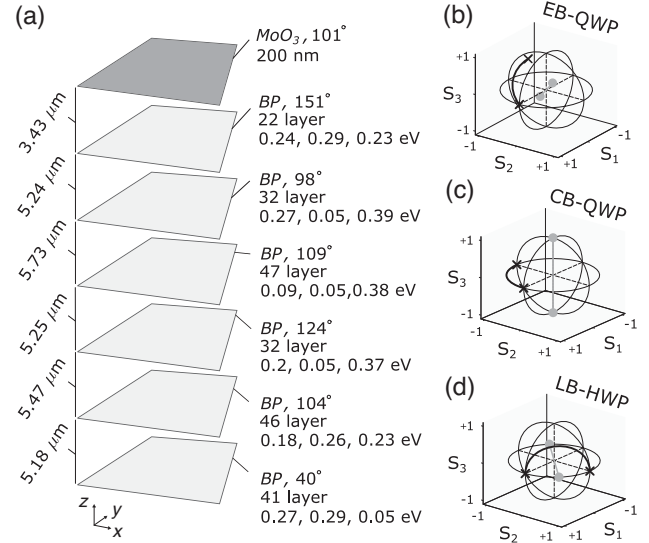 (a)
MoO₃, 101°
200 nm
BP, 151°
22 layer
0.24, 0.29, 0.23 eV
BP, 98°
32 layer
0.27, 0.05, 0.39 eV
BP, 109°
47 layer
0.09, 0.05,0.38 eV
BP, 124°
32 layer
0.2, 0.05, 0.37 eV
BP, 104°
46 layer
0.18, 0.26, 0.23 eV
BP, 40°
41 layer
0.27, 0.29, 0.05 eV
3.43 μm
5.24 μm
5.73 μm
5.25 μm
5.47 μm
5.18 μm
z
y
x
(b)
EB-QWP
+1
S₃
-1
-1
S₂
+1
+1
S₁
-1
(c)
CB-QWP
+1
S₃
-1
-1
S₂
+1
+1
S₁
-1
(d)
LB-HWP
+1
S₃
-1
-1
S₂
+1
+1
S₁
-1